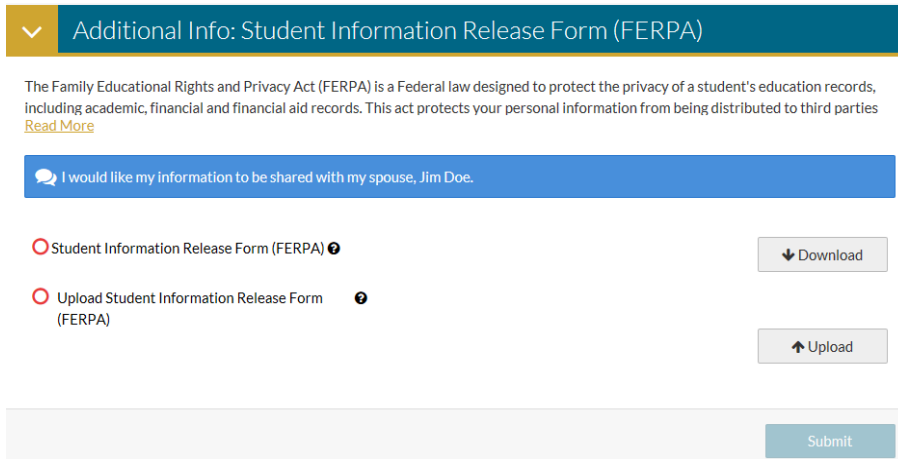 Additional Info: Student Information Release Form (FERPA)
The Family Educational Rights and Privacy Act (FERPA) is a Federal law designed to protect the privacy of a student's education records,
including academic, financial and financial aid records. This act protects your personal information from being distributed to third parties
Read More
I would like my information to be shared with my spouse, Jim Doe.
Student Information Release Form (FERPA)
Download
Upload Student Information Release Form
(FERPA)
Upload
Submit